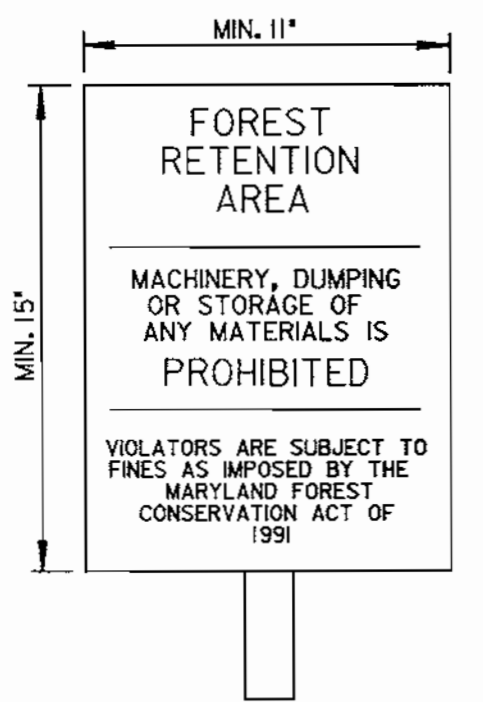 MIN. 11"
MIN. 15"
FOREST
RETENTION
AREA
MACHINERY, DUMPING
OR STORAGE OF
ANY MATERIALS IS
PROHIBITED
VIOLATORS ARE SUBJECT TO
FINES AS IMPOSED BY THE
MARYLAND FOREST
CONSERVATION ACT OF
1991